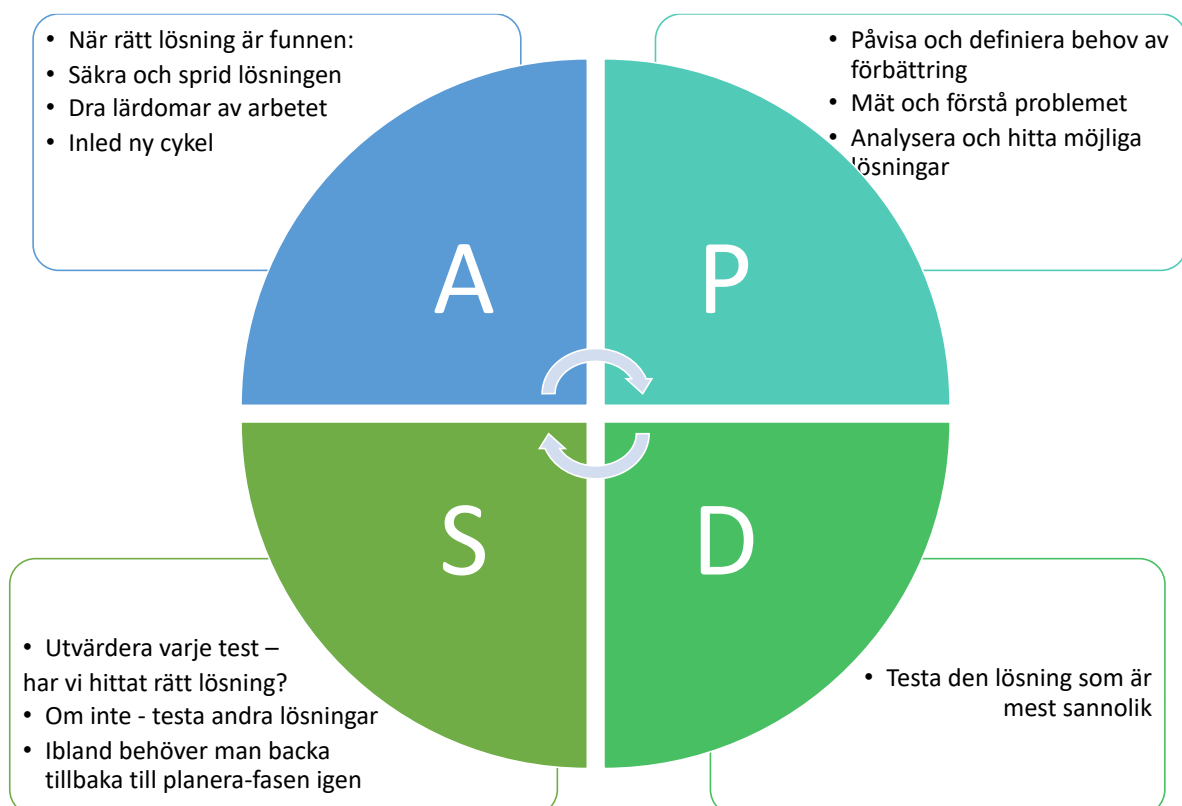 • När rätt lösning är funnen:
• Säkra och sprid lösningen
• Dra lärdomar av arbetet
• Inled ny cykel
• Påvisa och definiera behov av
förbättring
• Mät och förstå problemet
• Analysera och hitta möjliga
lösningar
A
P
S
D
• Utvärdera varje test –
har vi hittat rätt lösning?
• Om inte - testa andra lösningar
• Ibland behöver man backa
tillbaka till planera-fasen igen
• Testa den lösning som är
mest sannolik